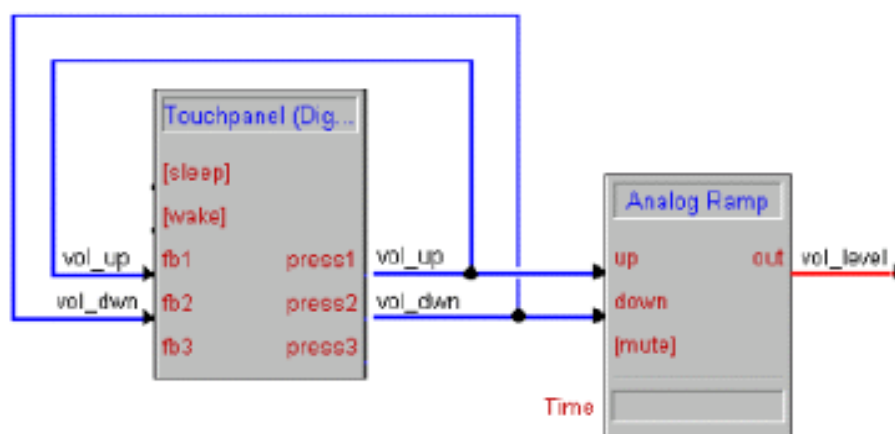 Touchpanel (Dig...
[sleep]
[wake]
vol_up
fb1
press1
vol_up
vol_dwn
fb2
press2
vol_dwn
fb3
press3
Analog Ramp
up
out
vol_level
down
[mute]
Time